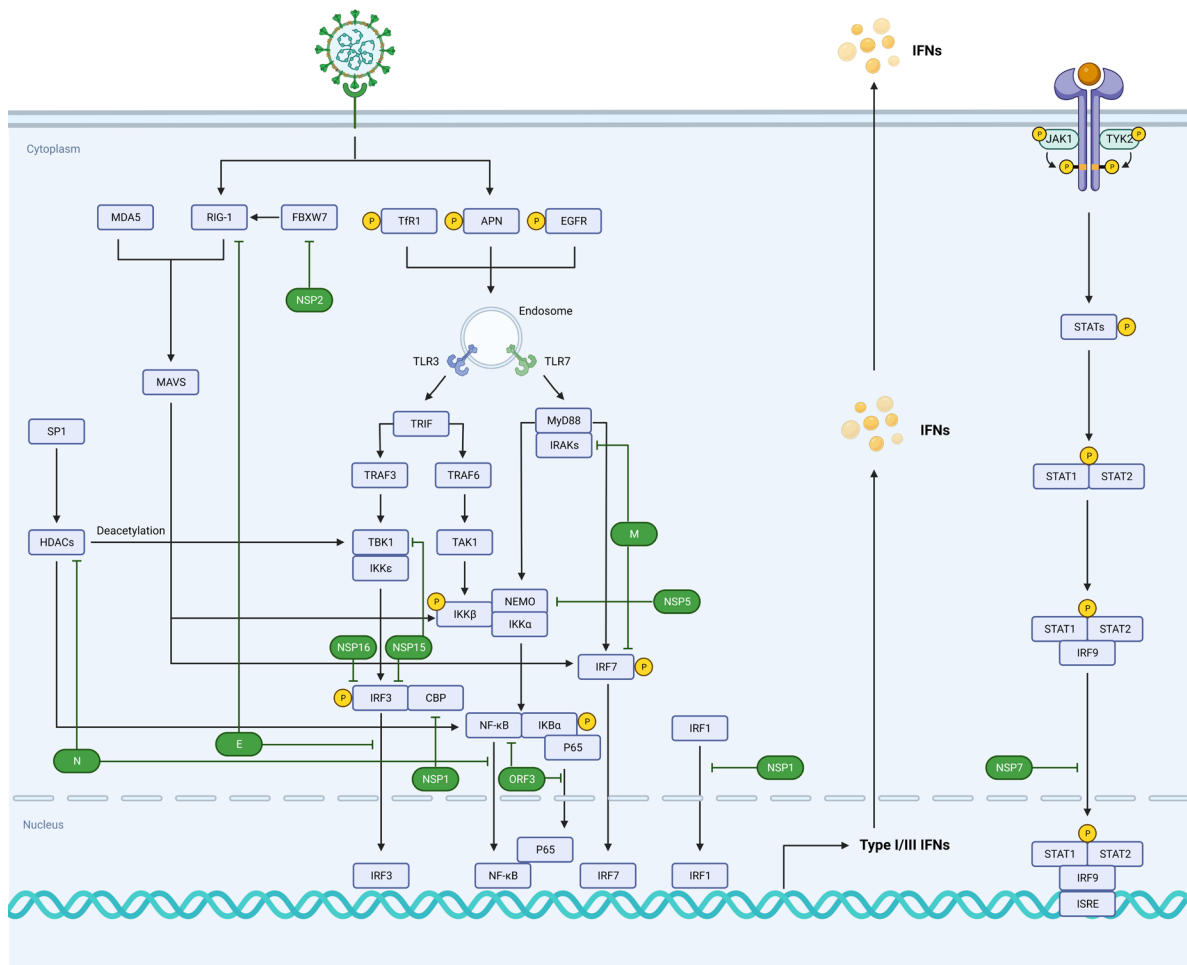 IFNs
P
JAK1
TYK2
P
P
P
Cytoplasm
MDA5
RIG-1
FBXW7
P
TfR1
P
APN
P
EGFR
NSP2
Endosome
STATs
P
TLR3
TLR7
MAVS
IFNs
SP1
TRIF
MyD88
IRAKs
P
STAT1
STAT2
TRAF3
TRAF6
HDACs
Deacetylation
TBK1
IKKε
TAK1
M
P
IKKβ
NEMO
IKKα
NSP5
P
STAT1
STAT2
IRF9
NSP16
NSP15
IRF7
P
P
IRF3
CBP
NF-κB
IKBα
P
P65
IRF1
N
E
NSP1
ORF3
NSP1
NSP7
Nucleus
P65
Type I/III IFNs
P
STAT1
STAT2
IRF9
ISRE
IRF3
NF-κB
IRF7
IRF1